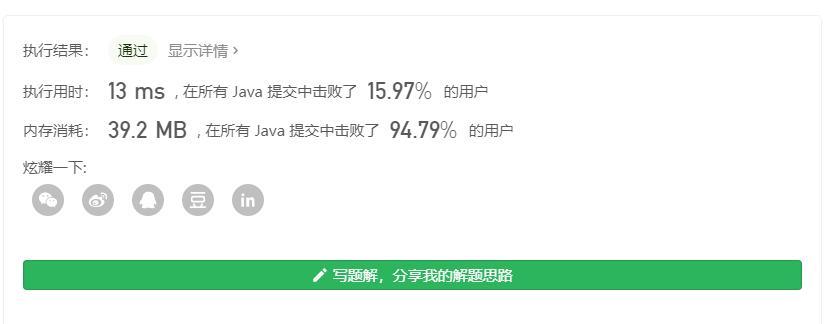 执行结果： 通过 显示详情 ›
执行用时： 13 ms ，在所有 Java 提交中击败了 15.97% 的用户
内存消耗： 39.2 MB ，在所有 Java 提交中击败了 94.79% 的用户
炫耀一下:
豆 in
写题解，分享我的解题思路